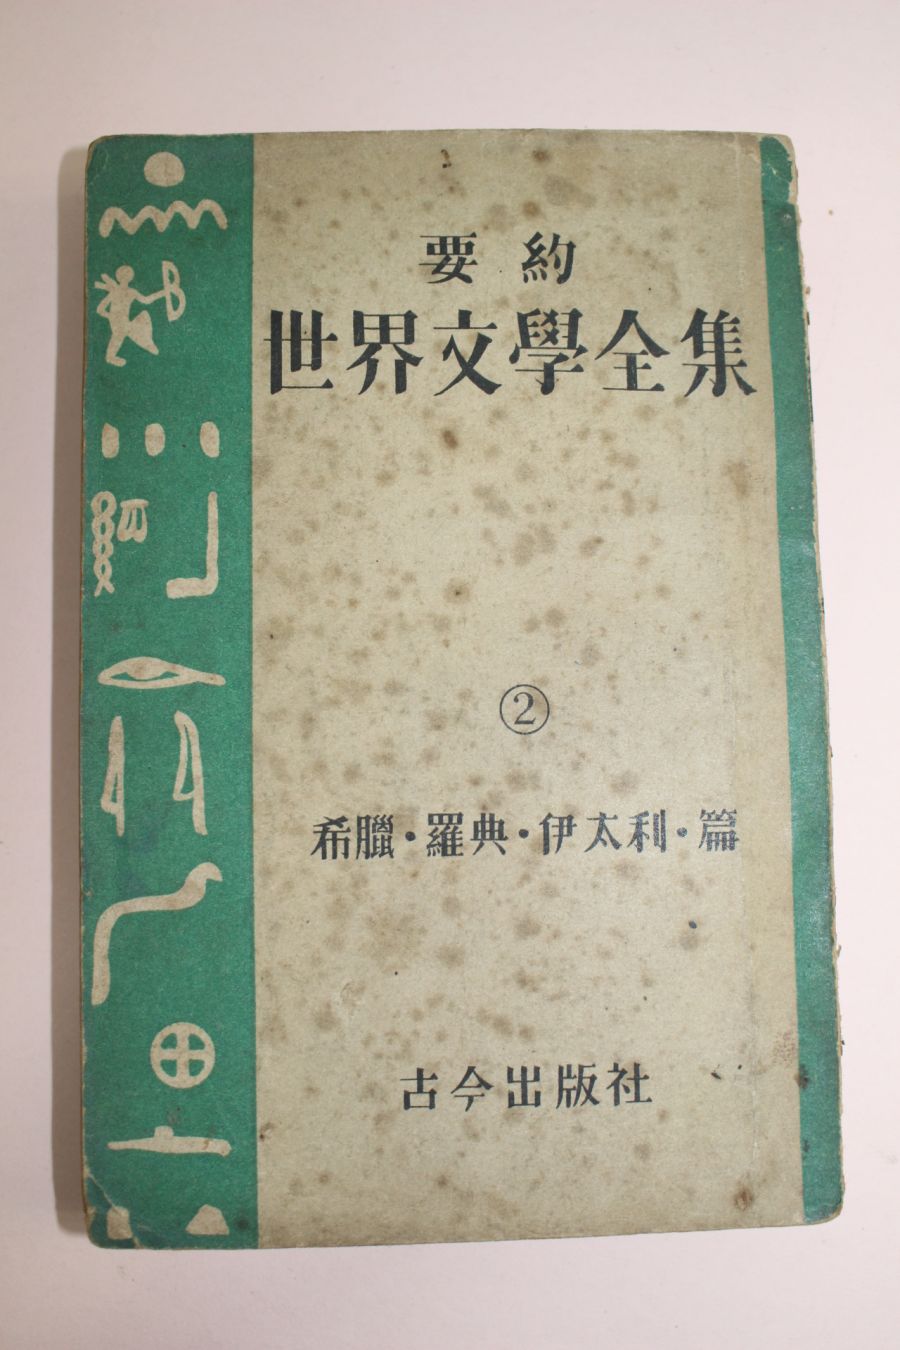 要約
世界文學全集
②
希臘・羅典・伊太利・篇
古今出版社